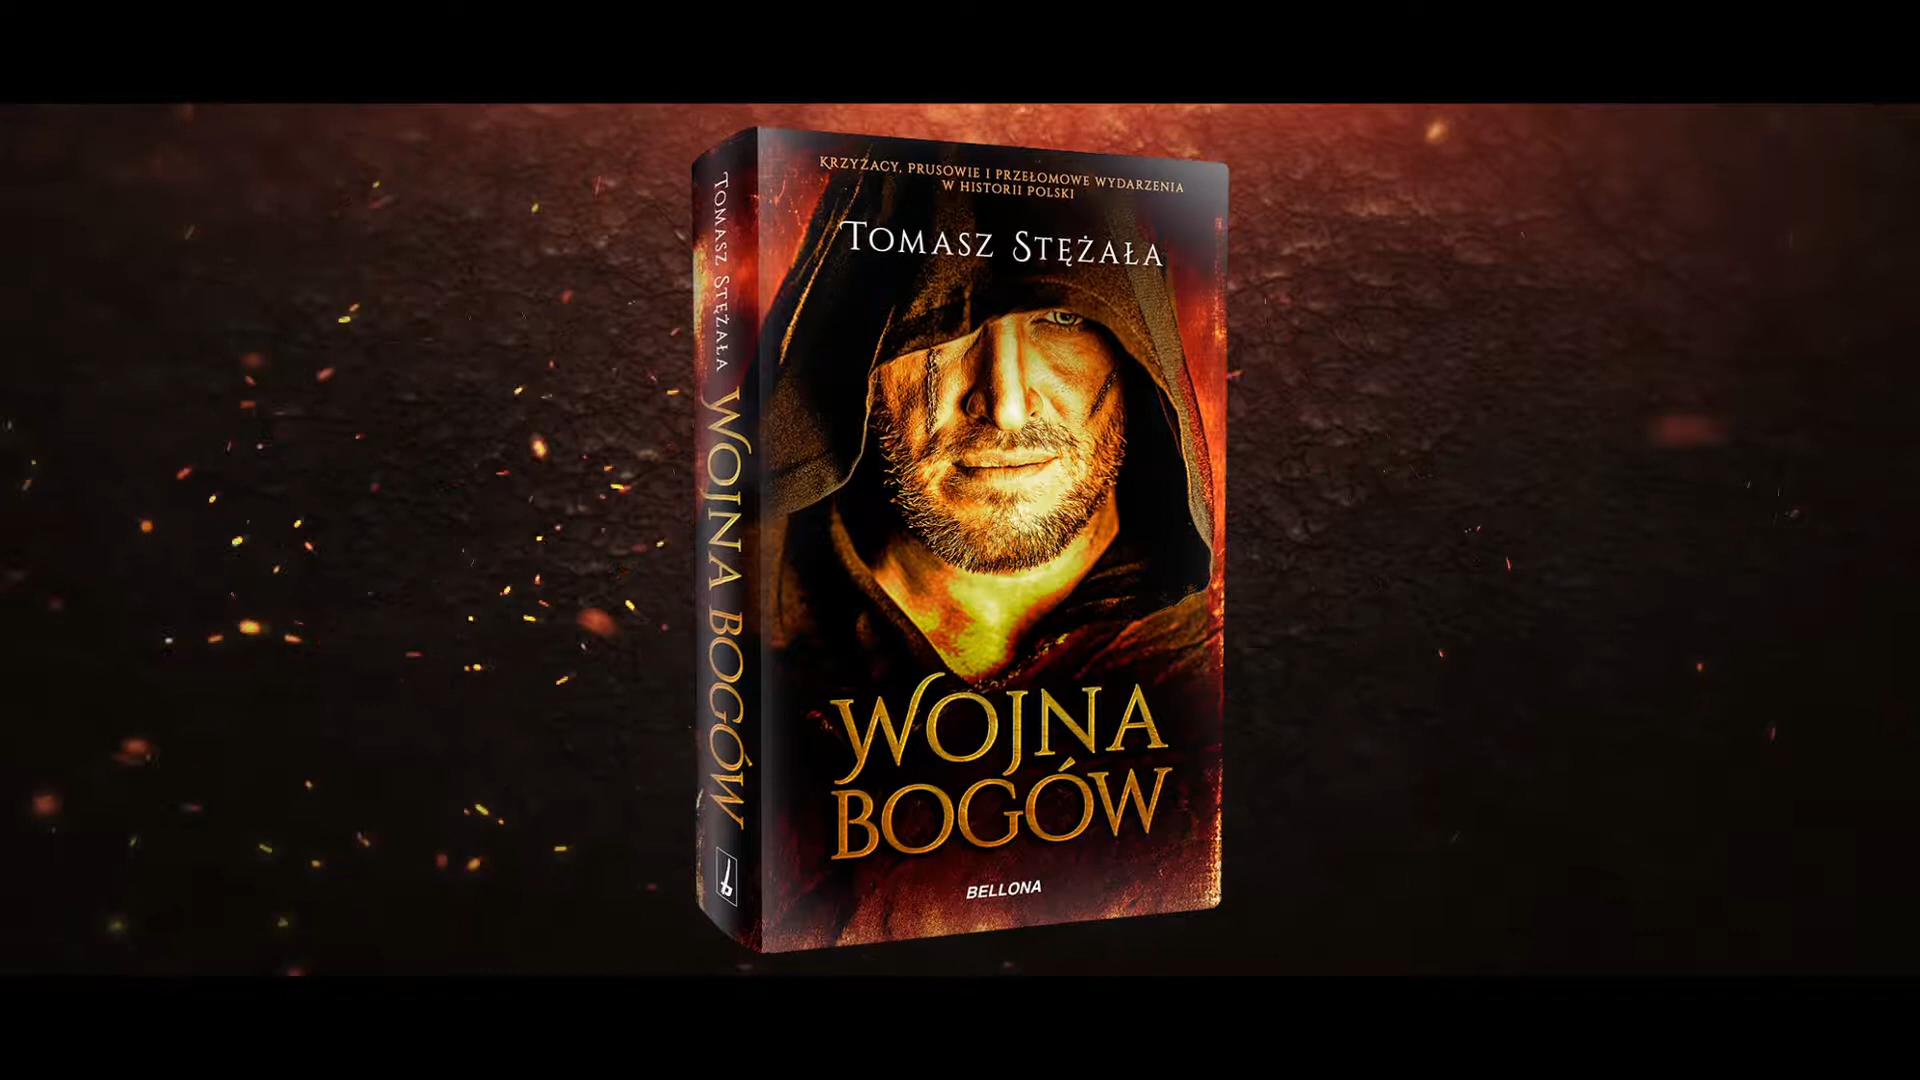 KRZYŻACY, PRUSOWIE I PRZEŁOMOWE WYDARZENIA
W HISTORII POLSKI
TOMASZ STĘŻAŁA
WOJNA
BOGÓW
BELLONA
TOMASZ STĘŻAŁA WOJNA BOGÓW